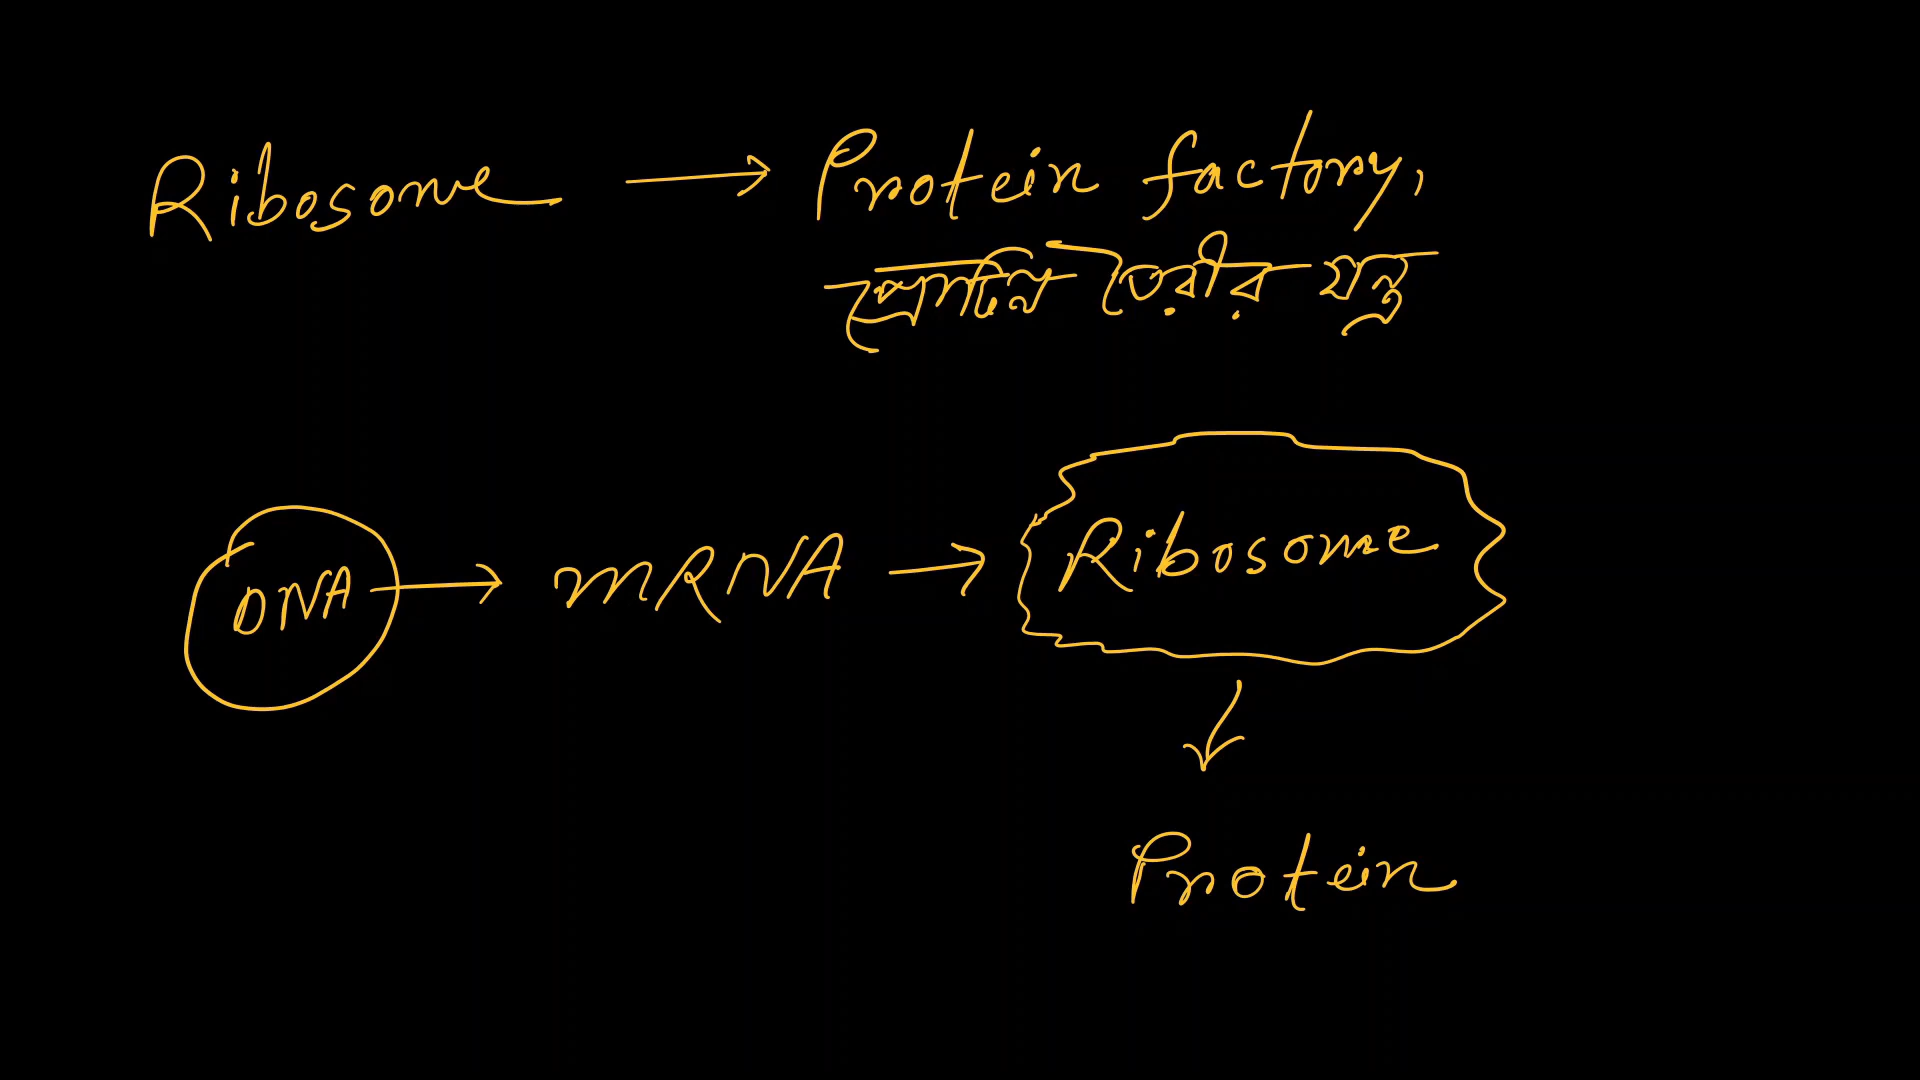 Ribosome → Protein factory,
প্রোটিন তৈরীর যন্ত্র
DNA → mRNA → Ribosome
↓
Protein